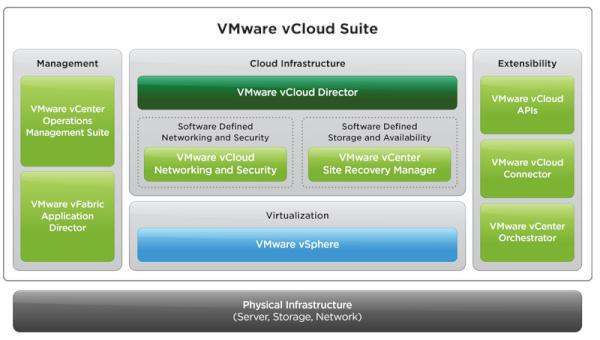 VMware vCloud Suite
Management
VMware vCenter
Operations
Management Suite
VMware vFabric
Application
Director
Cloud Infrastructure
VMware vCloud Director
Software Defined
Networking and Security
VMware vCloud
Networking and Security
Software Defined
Storage and Availability
VMware vCenter
Site Recovery Manager
Virtualization
VMware vSphere
Extensibility
VMware vCloud
APIs
VMware vCloud
Connector
VMware vCenter
Orchestrator
Physical Infrastructure
(Server, Storage, Network)